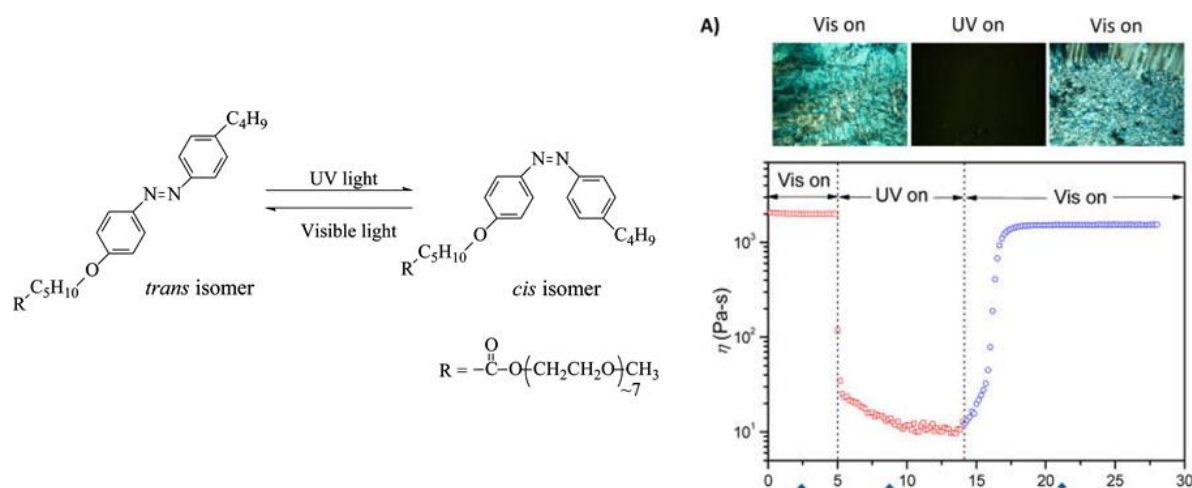 C₄H₉
N=N
O
C₅H₁₀
R
trans isomer
UV light
Visible light
N=N
O
C₅H₁₀
R
C₄H₉
cis isomer
O
R = –C–O–(CH₂CH₂O)CH₃
~7
A)
Vis on
UV on
Vis on
Vis on
UV on
Vis on
10³
10²
10¹
η (Pa-s)
0
5
10
15
20
25
30